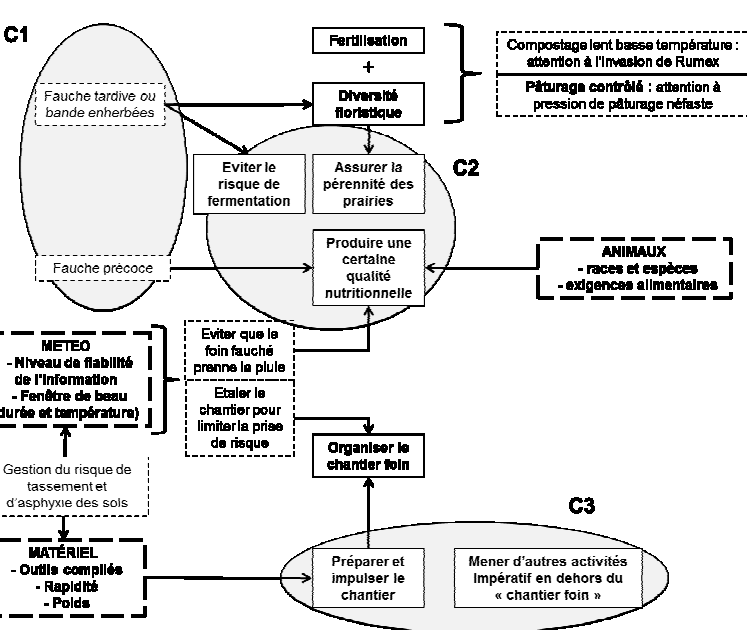 C1
Fertilisation
+
Diversité
floristique
Compostage lent basse température :
attention à l'invasion de Rumex
Pâturage contrôlé : attention à
pression de pâturage néfaste
Fauche tardive ou
bande enherbées
Eviter le
risque de
fermentation
Assurer la
pérennité des
prairies
C2
Produire une
certaine
qualité
nutritionnelle
Fauche précoce
ANIMAUX
- races et espèces
- exigences alimentaires
METEO
- Niveau de fiabilité
de l'information
- Fenêtre de beau
durée et température)
Eviter que le
foin fauché
prenne la pluie
Etaler le
chantier pour
limiter la prise
de risque
Organiser le
chantier foin
Gestion du risque de
tassement et
d'asphyxie des sols
C3
MATÉRIEL
- Outils compilés
- Rapidité
- Poids
Préparer et
impulser le
chantier
Mener d'autres activités
impératif en dehors du
« chantier foin »